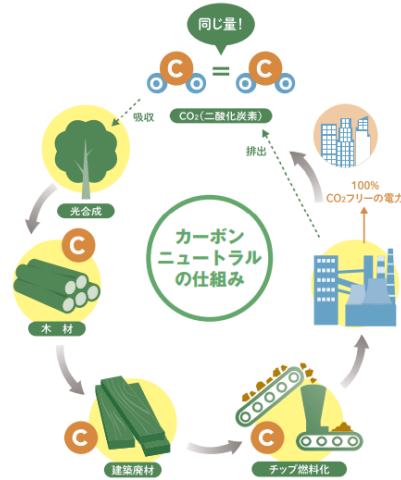 同じ量!
C = C
CO₂(二酸化炭素)
吸収
排出
100%
CO₂フリーの電力
光合成
カーボン
ニュートラル
の仕組み
C
木材
C
建築廃材
C
チップ燃料化